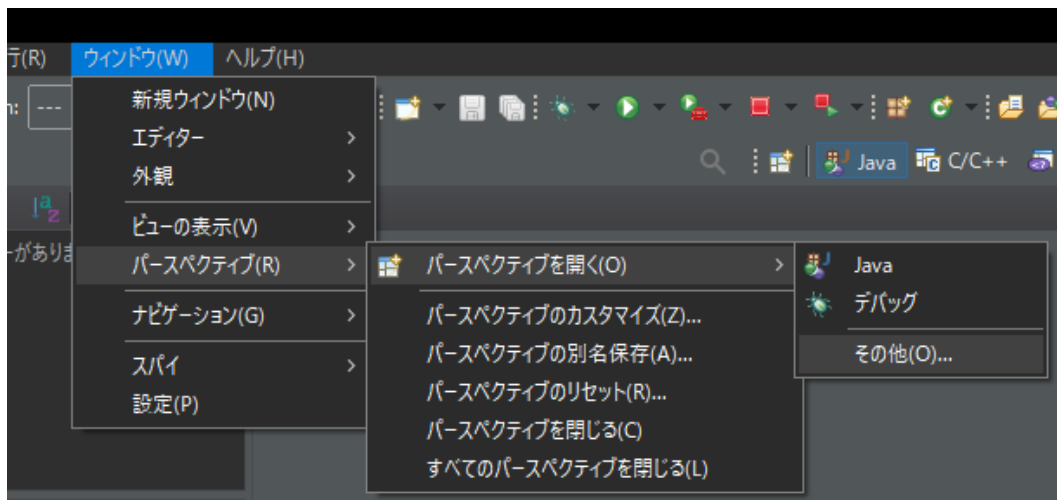 行(R) ウィンドウ(W) ヘルプ(H)
n: ---
新規ウィンドウ(N)
エディター
外観
Java C/C++
ビューの表示(V)
ーがありま
パースペクティブ(R)
パースペクティブを開く(O)
Java
デバッグ
その他(O)...
ナビゲーション(G)
パースペクティブのカスタマイズ(Z)...
パースペクティブの別名保存(A)...
スパイ
パースペクティブのリセット(R)...
設定(P)
パースペクティブを閉じる(C)
すべてのパースペクティブを閉じる(L)